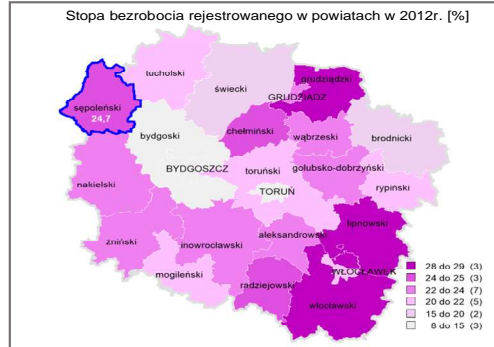 Stopa bezrobocia rejestrowanego w powiatach w 2012r. [%]
tucholski
świecki
grudziądzki
GRUDZIĄDZ
sępoleński
24,7
bydgoski
chełmiński
wąbrzeski
brodnicki
BYDGOSZCZ
toruński
golubsko-dobrzyński
nakielski
TORUŃ
rypiński
lipnowski
żniński
inowrocławski
aleksandrowski
mogileński
WŁOCŁAWEK
radziejowski
włocławski
28 do 29 (3)
24 do 25 (3)
22 do 24 (7)
20 do 22 (5)
15 do 20 (2)
8 do 15 (3)